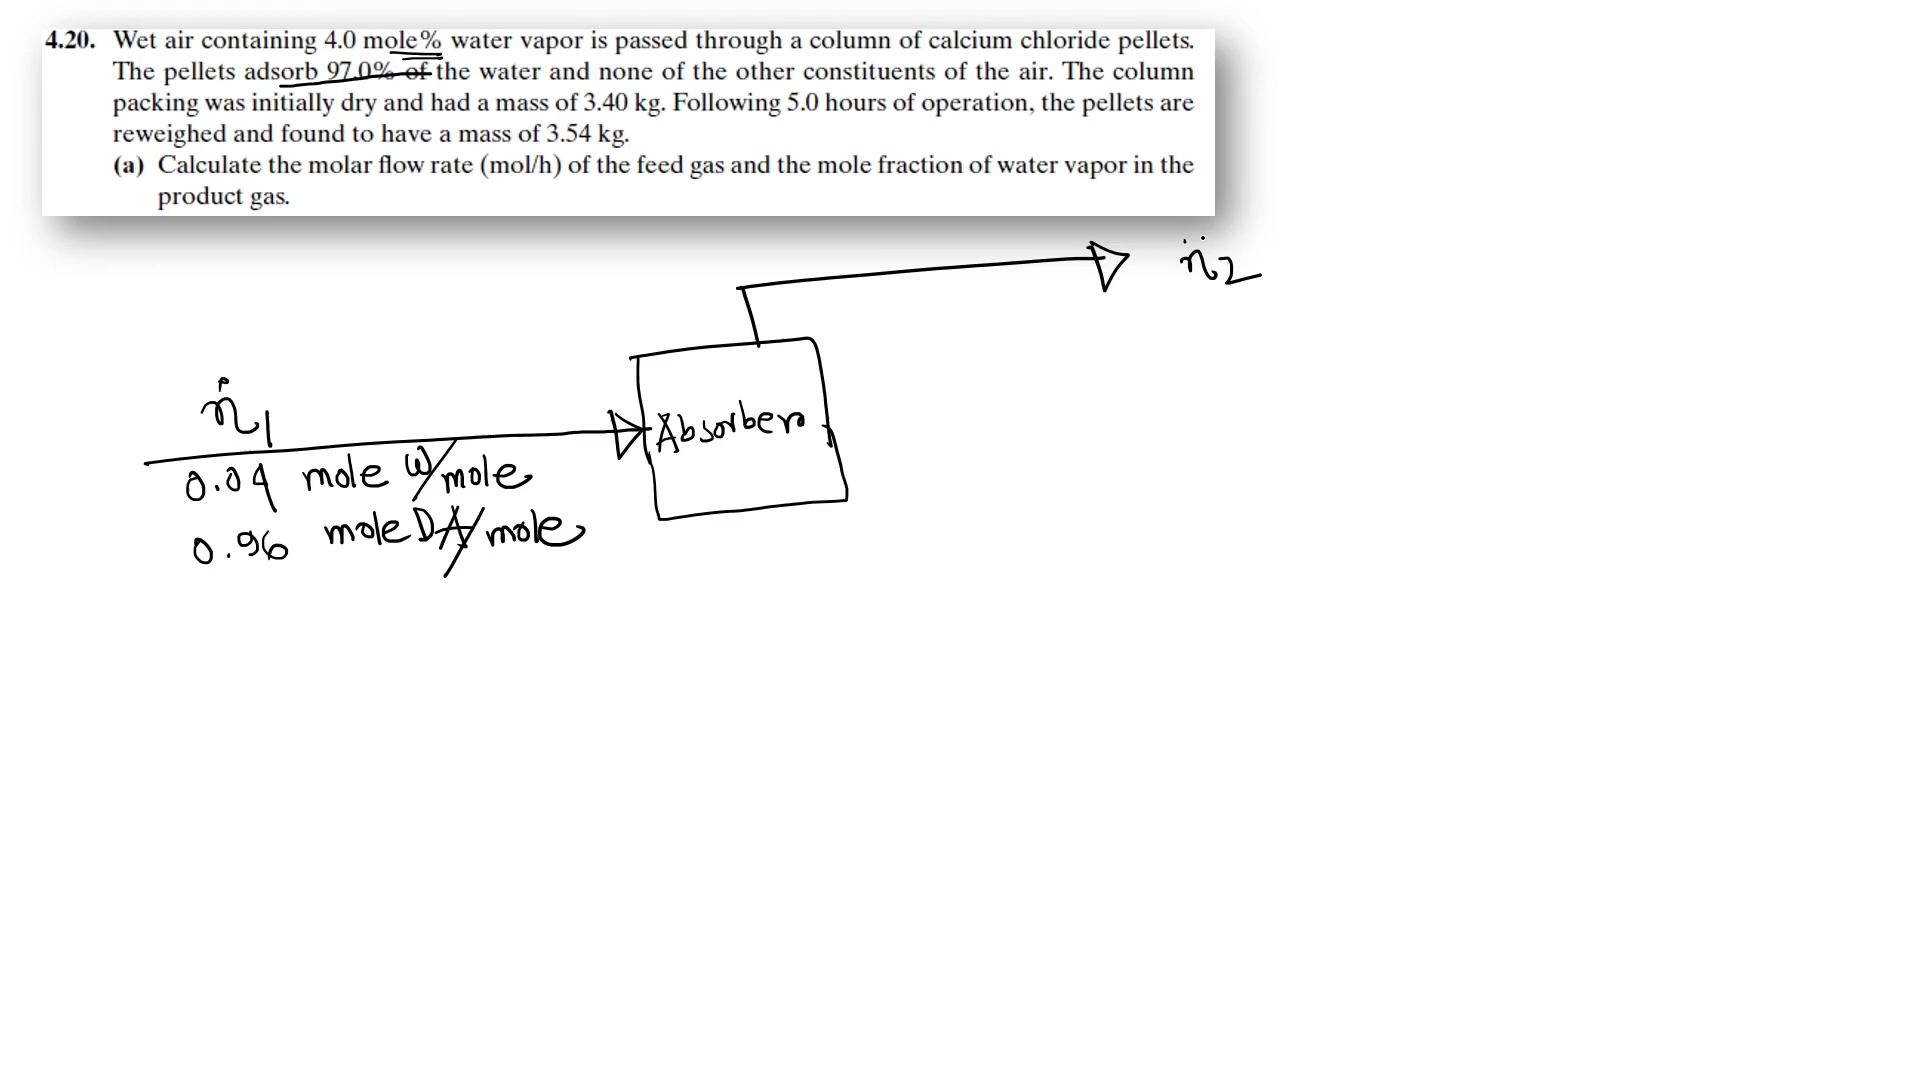 4.20. Wet air containing 4.0 mole% water vapor is passed through a column of calcium chloride pellets.
The pellets adsorb 97.0% of the water and none of the other constituents of the air. The column
packing was initially dry and had a mass of 3.40 kg. Following 5.0 hours of operation, the pellets are
reweighed and found to have a mass of 3.54 kg.
(a) Calculate the molar flow rate (mol/h) of the feed gas and the mole fraction of water vapor in the
product gas.
ṅ2
ṅ1
Absorber
0.04 mole W/mole
0.96 mole DA/mole